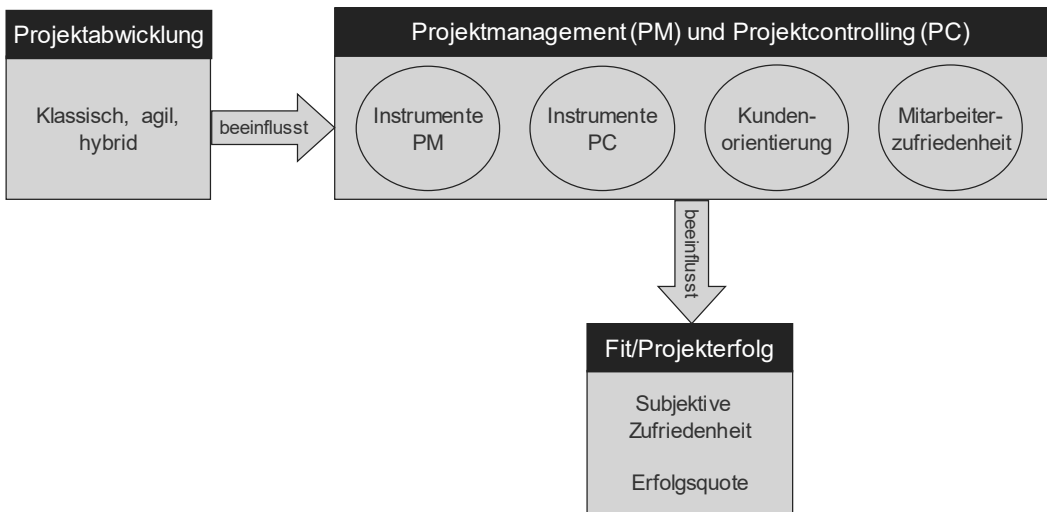 Projektabwicklung
Klassisch, agil,
hybrid
beeinflusst
Projektmanagement (PM) und Projektcontrolling (PC)
Instrumente
PM
Instrumente
PC
Kunden-
orientierung
Mitarbeiter-
zufriedenheit
beeinflusst
Fit/Projekterfolg
Subjektive
Zufriedenheit
Erfolgsquote